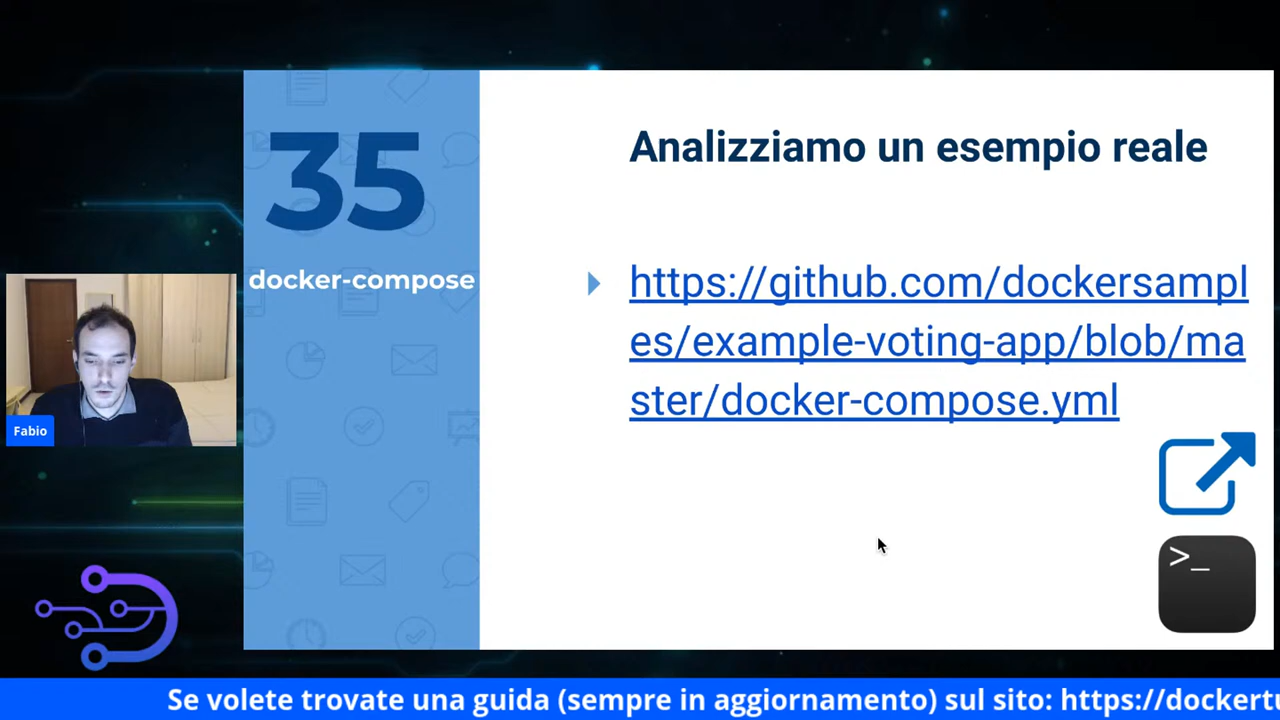 35
docker-compose
Analizziamo un esempio reale
https://github.com/dockersampl
es/example-voting-app/blob/ma
ster/docker-compose.yml
>_
Fabio
Se volete trovate una guida (sempre in aggiornamento) sul sito: https://dockertu